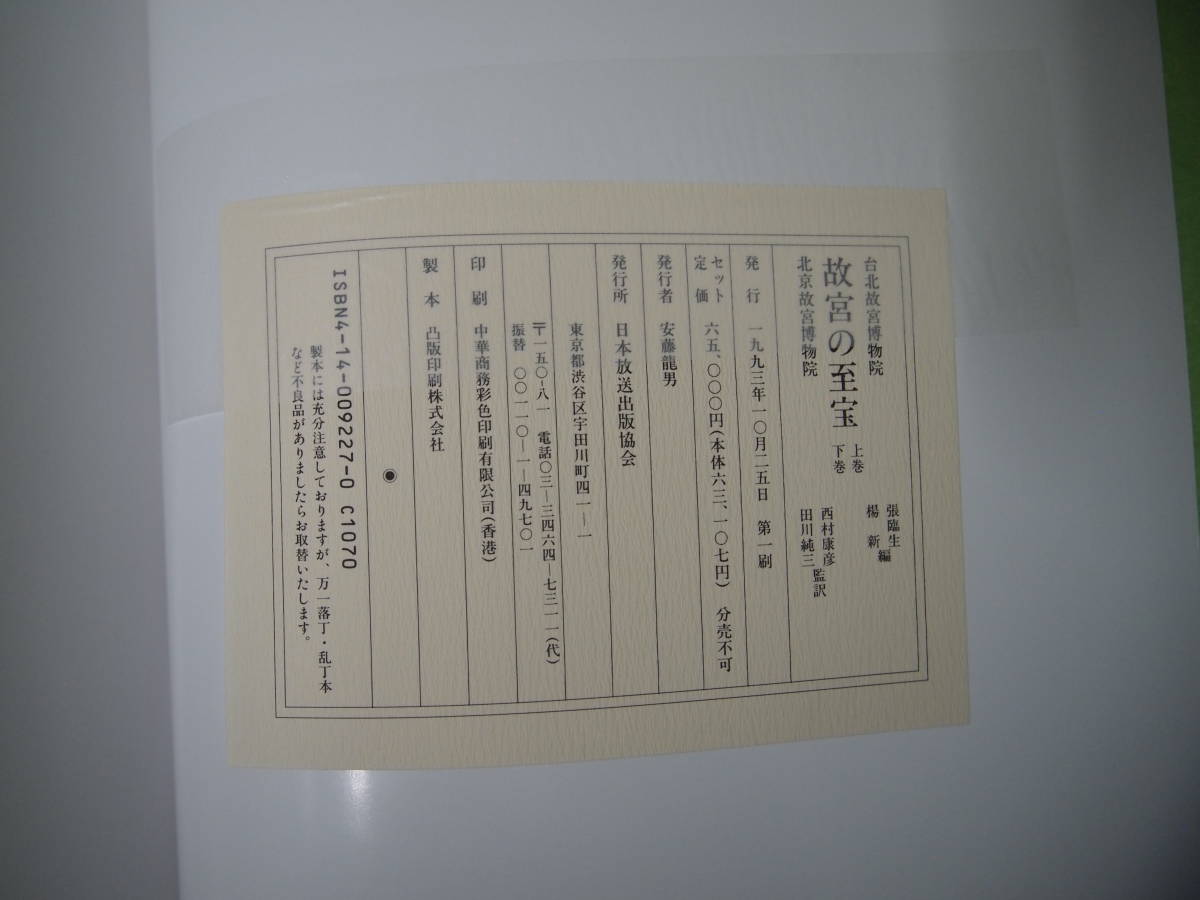 台北故宮博物院
北京故宮博物院
故宮の至宝 上巻 下巻
張臨生
楊新 編
西村康彦
田川純三 監訳
発行 一九九三年一〇月二五日 第一刷
セット
定価 六五、〇〇〇円(本体六三、一〇七円) 分売不可
発行者 安藤龍男
発行所 日本放送出版協会
東京都渋谷区宇田川町四一―一
〒一五〇-八一 電話〇三―三四六四―七三一一(代)
振替 〇〇一一〇―一―四九七〇一
印刷 中華商務彩色印刷有限公司(香港)
製本 凸版印刷株式会社
ISBN4-14-009227-0 C1070
製本には充分注意しておりますが、万一落丁・乱丁本
など不良品がありましたらお取替いたします。